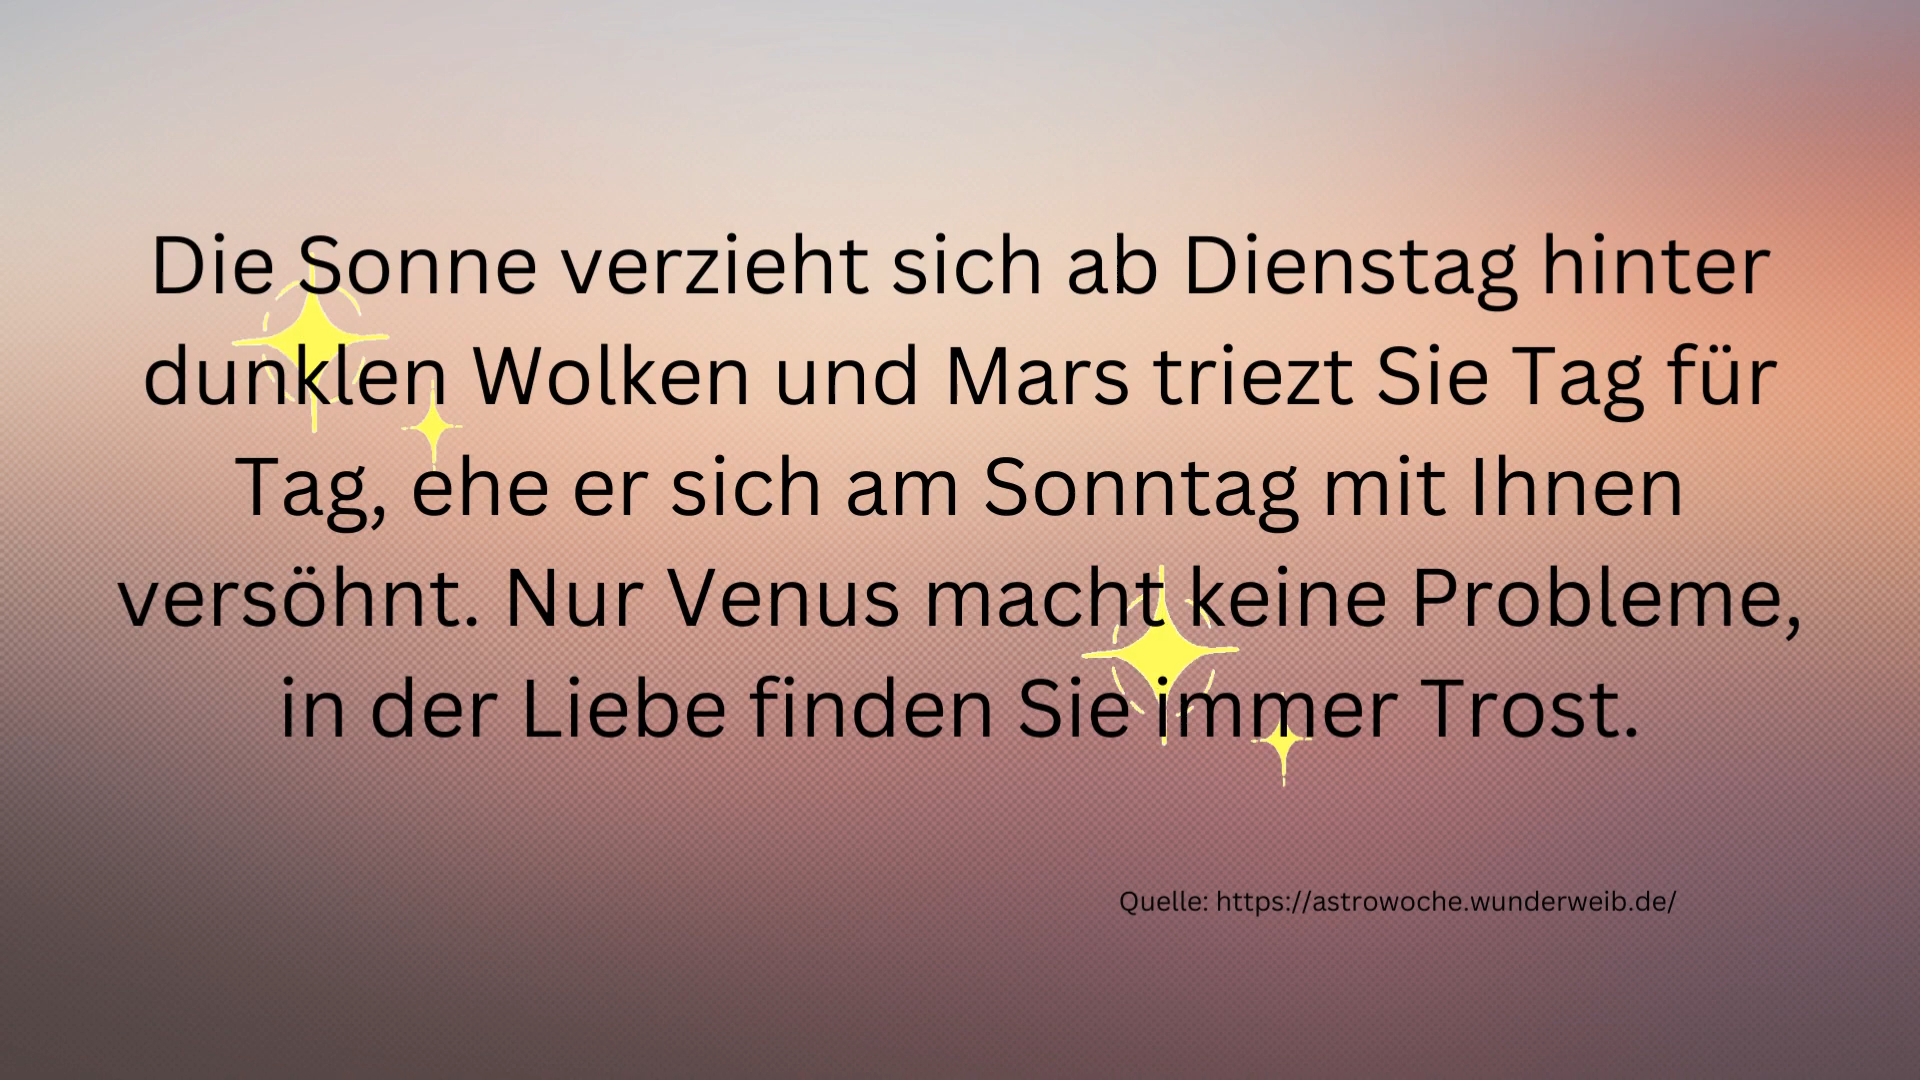 Die Sonne verzieht sich ab Dienstag hinter
dunklen Wolken und Mars triezt Sie Tag für
Tag, ehe er sich am Sonntag mit Ihnen
versöhnt. Nur Venus macht keine Probleme,
in der Liebe finden Sie immer Trost.
Quelle: https://astrowoche.wunderweib.de/